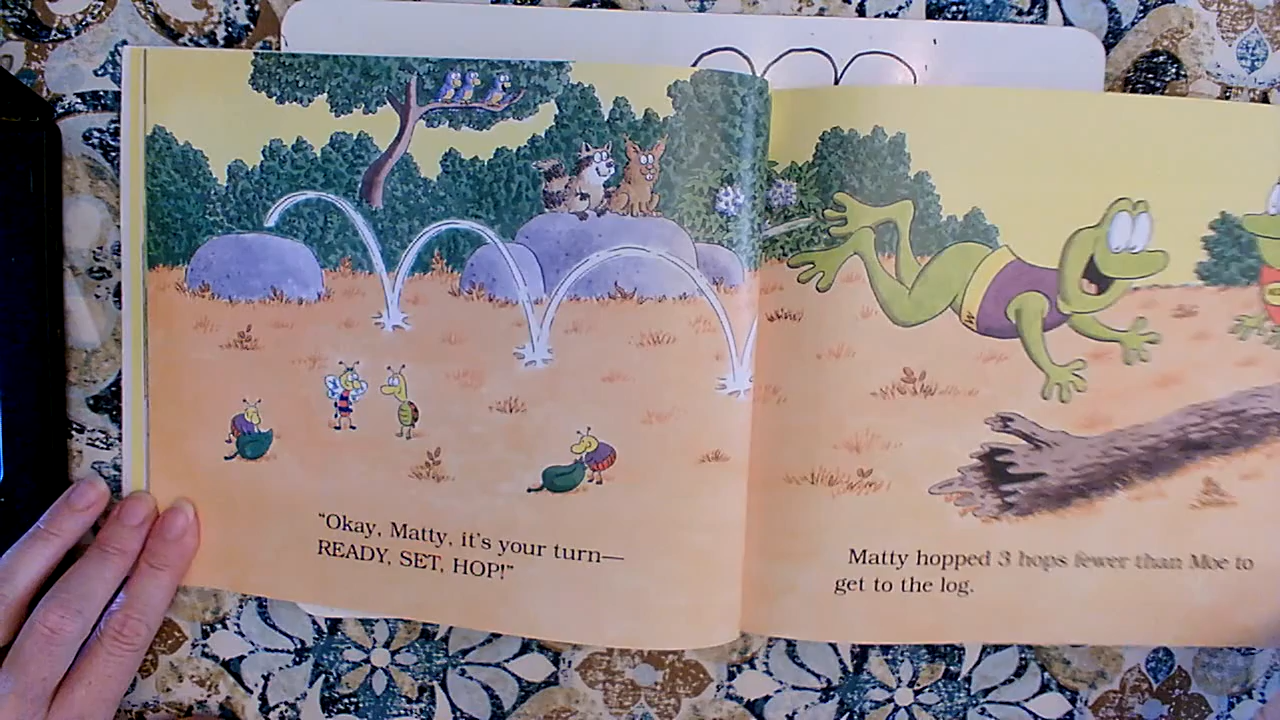 "Okay, Matty, it's your turn—
READY, SET, HOP!"
Matty hopped 3 hops fewer than Moe to
get to the log.